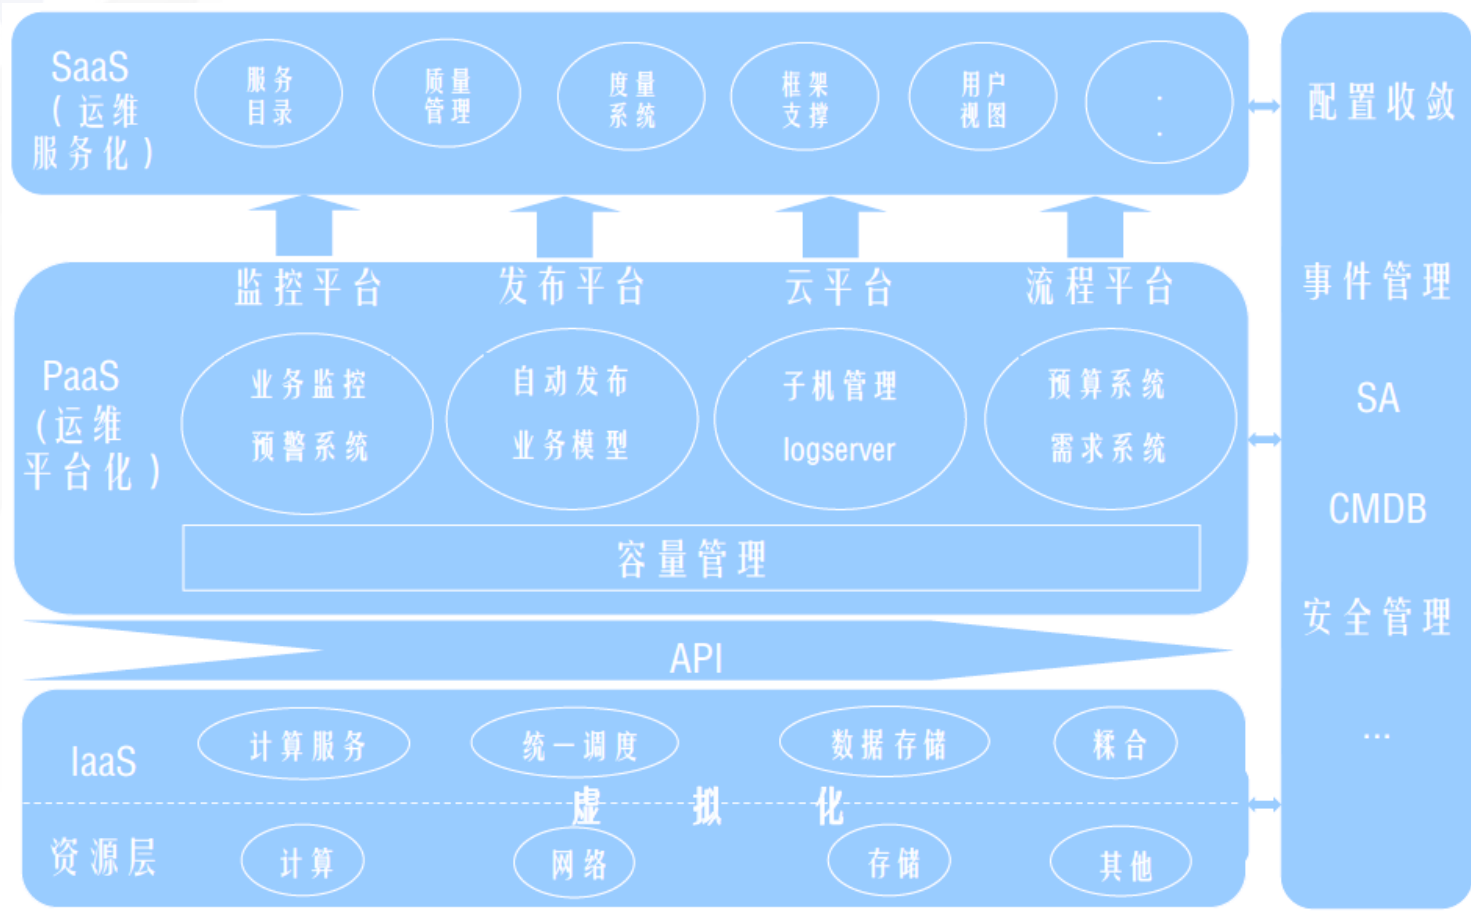 SaaS
(运维
服务化)
服务
目录
质量
管理
度量
系统
框架
支撑
用户
视图
.
.
监控平台
发布平台
云平台
流程平台
PaaS
(运维
平台化)
业务监控
预警系统
自动发布
业务模型
子机管理
logserver
预算系统
需求系统
容量管理
API
IaaS
计算服务
统一调度
数据存储
糅合
虚拟化
资源层
计算
网络
存储
其他
配置收敛
事件管理
SA
CMDB
安全管理
...